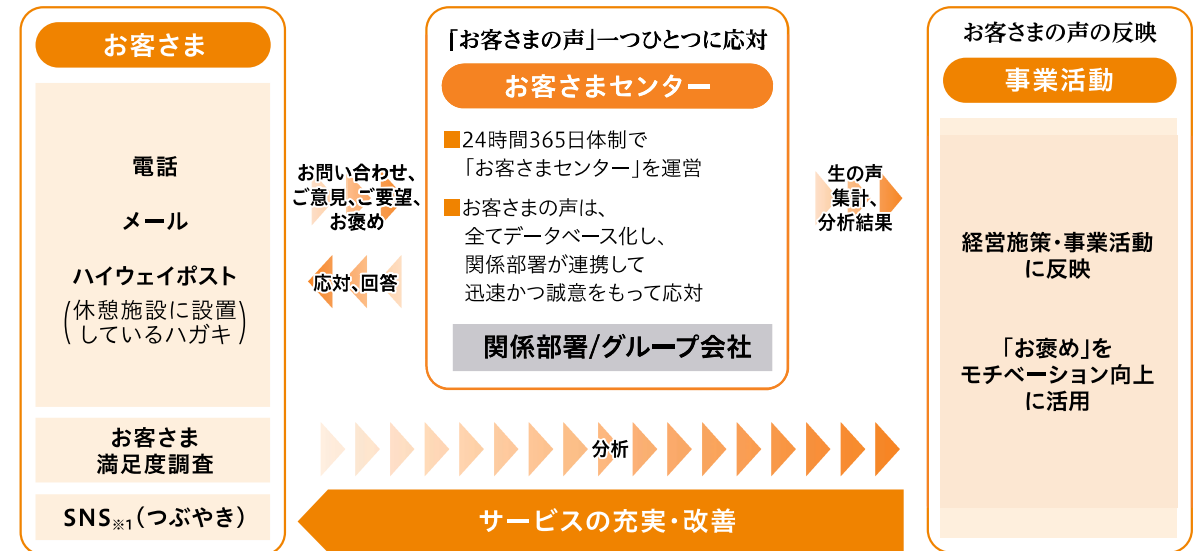 お客さま
電話
メール
ハイウェイポスト
(休憩施設に設置
しているハガキ)
お客さま
満足度調査
SNS※1(つぶやき)
お問い合わせ、
ご意見、ご要望、
お褒め
応対、回答
「お客さまの声」一つひとつに応対
お客さまセンター
■24時間365日体制で
「お客さまセンター」を運営
■お客さまの声は、
全てデータベース化し、
関係部署が連携して
迅速かつ誠意をもって応対
関係部署/グループ会社
生の声
集計、
分析結果
分析
サービスの充実・改善
お客さまの声の反映
事業活動
経営施策・事業活動
に反映
「お褒め」を
モチベーション向上
に活用